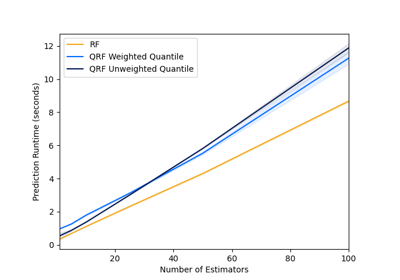 12
10
8
6
4
2
0
Prediction Runtime (seconds)
RF
QRF Weighted Quantile
QRF Unweighted Quantile
20
40
60
80
100
Number of Estimators